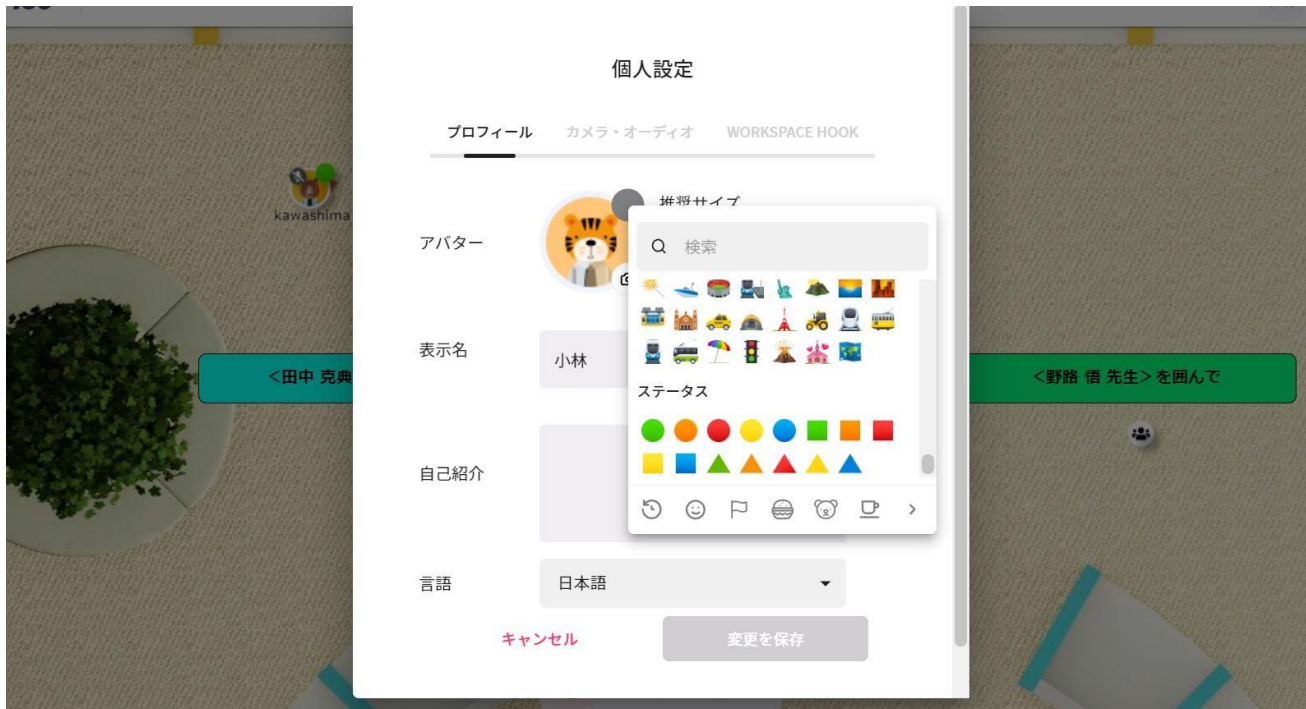 個人設定
プロフィール
カメラ・オーディオ
WORKSPACE HOOK
kawashima
推奨サイズ
アバター
検索
表示名
小林
<田中 克典
<野路 悟 先生>を囲んで
ステータス
自己紹介
言語
日本語
キャンセル
変更を保存